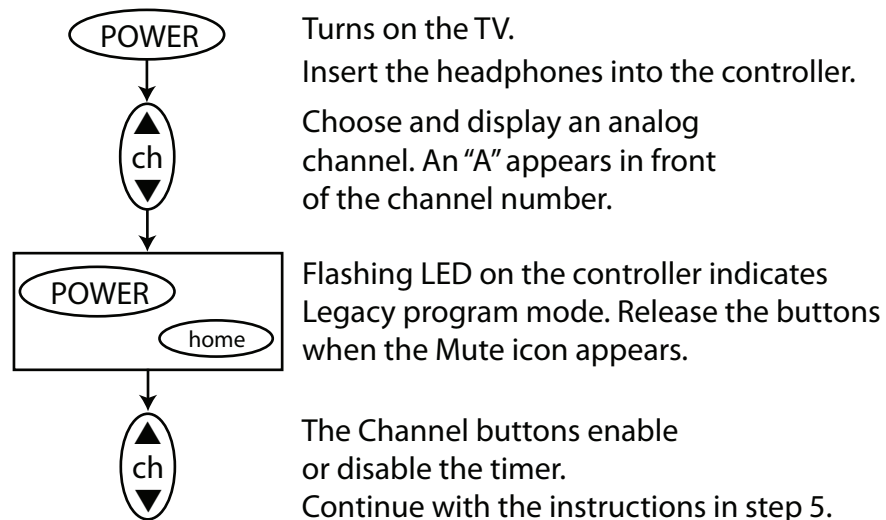 POWER
Turns on the TV.
Insert the headphones into the controller.
ch
Choose and display an analog
channel. An “A” appears in front
of the channel number.
POWER
home
Flashing LED on the controller indicates
Legacy program mode. Release the buttons
when the Mute icon appears.
ch
The Channel buttons enable
or disable the timer.
Continue with the instructions in step 5.